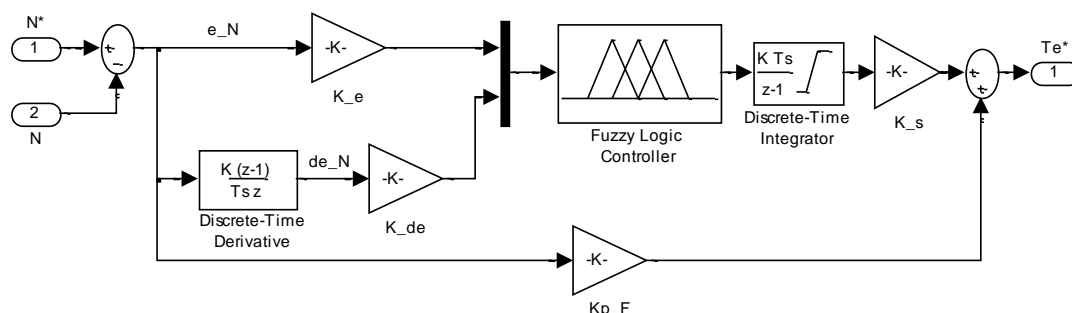 N*
1
2
N
+
-
e_N
-K-
K_e
K (z-1)
Ts z
Discrete-Time
Derivative
de_N
-K-
K_de
Fuzzy Logic
Controller
K Ts
z-1
Discrete-Time
Integrator
-K-
K_s
+
+
Te*
1
-K-